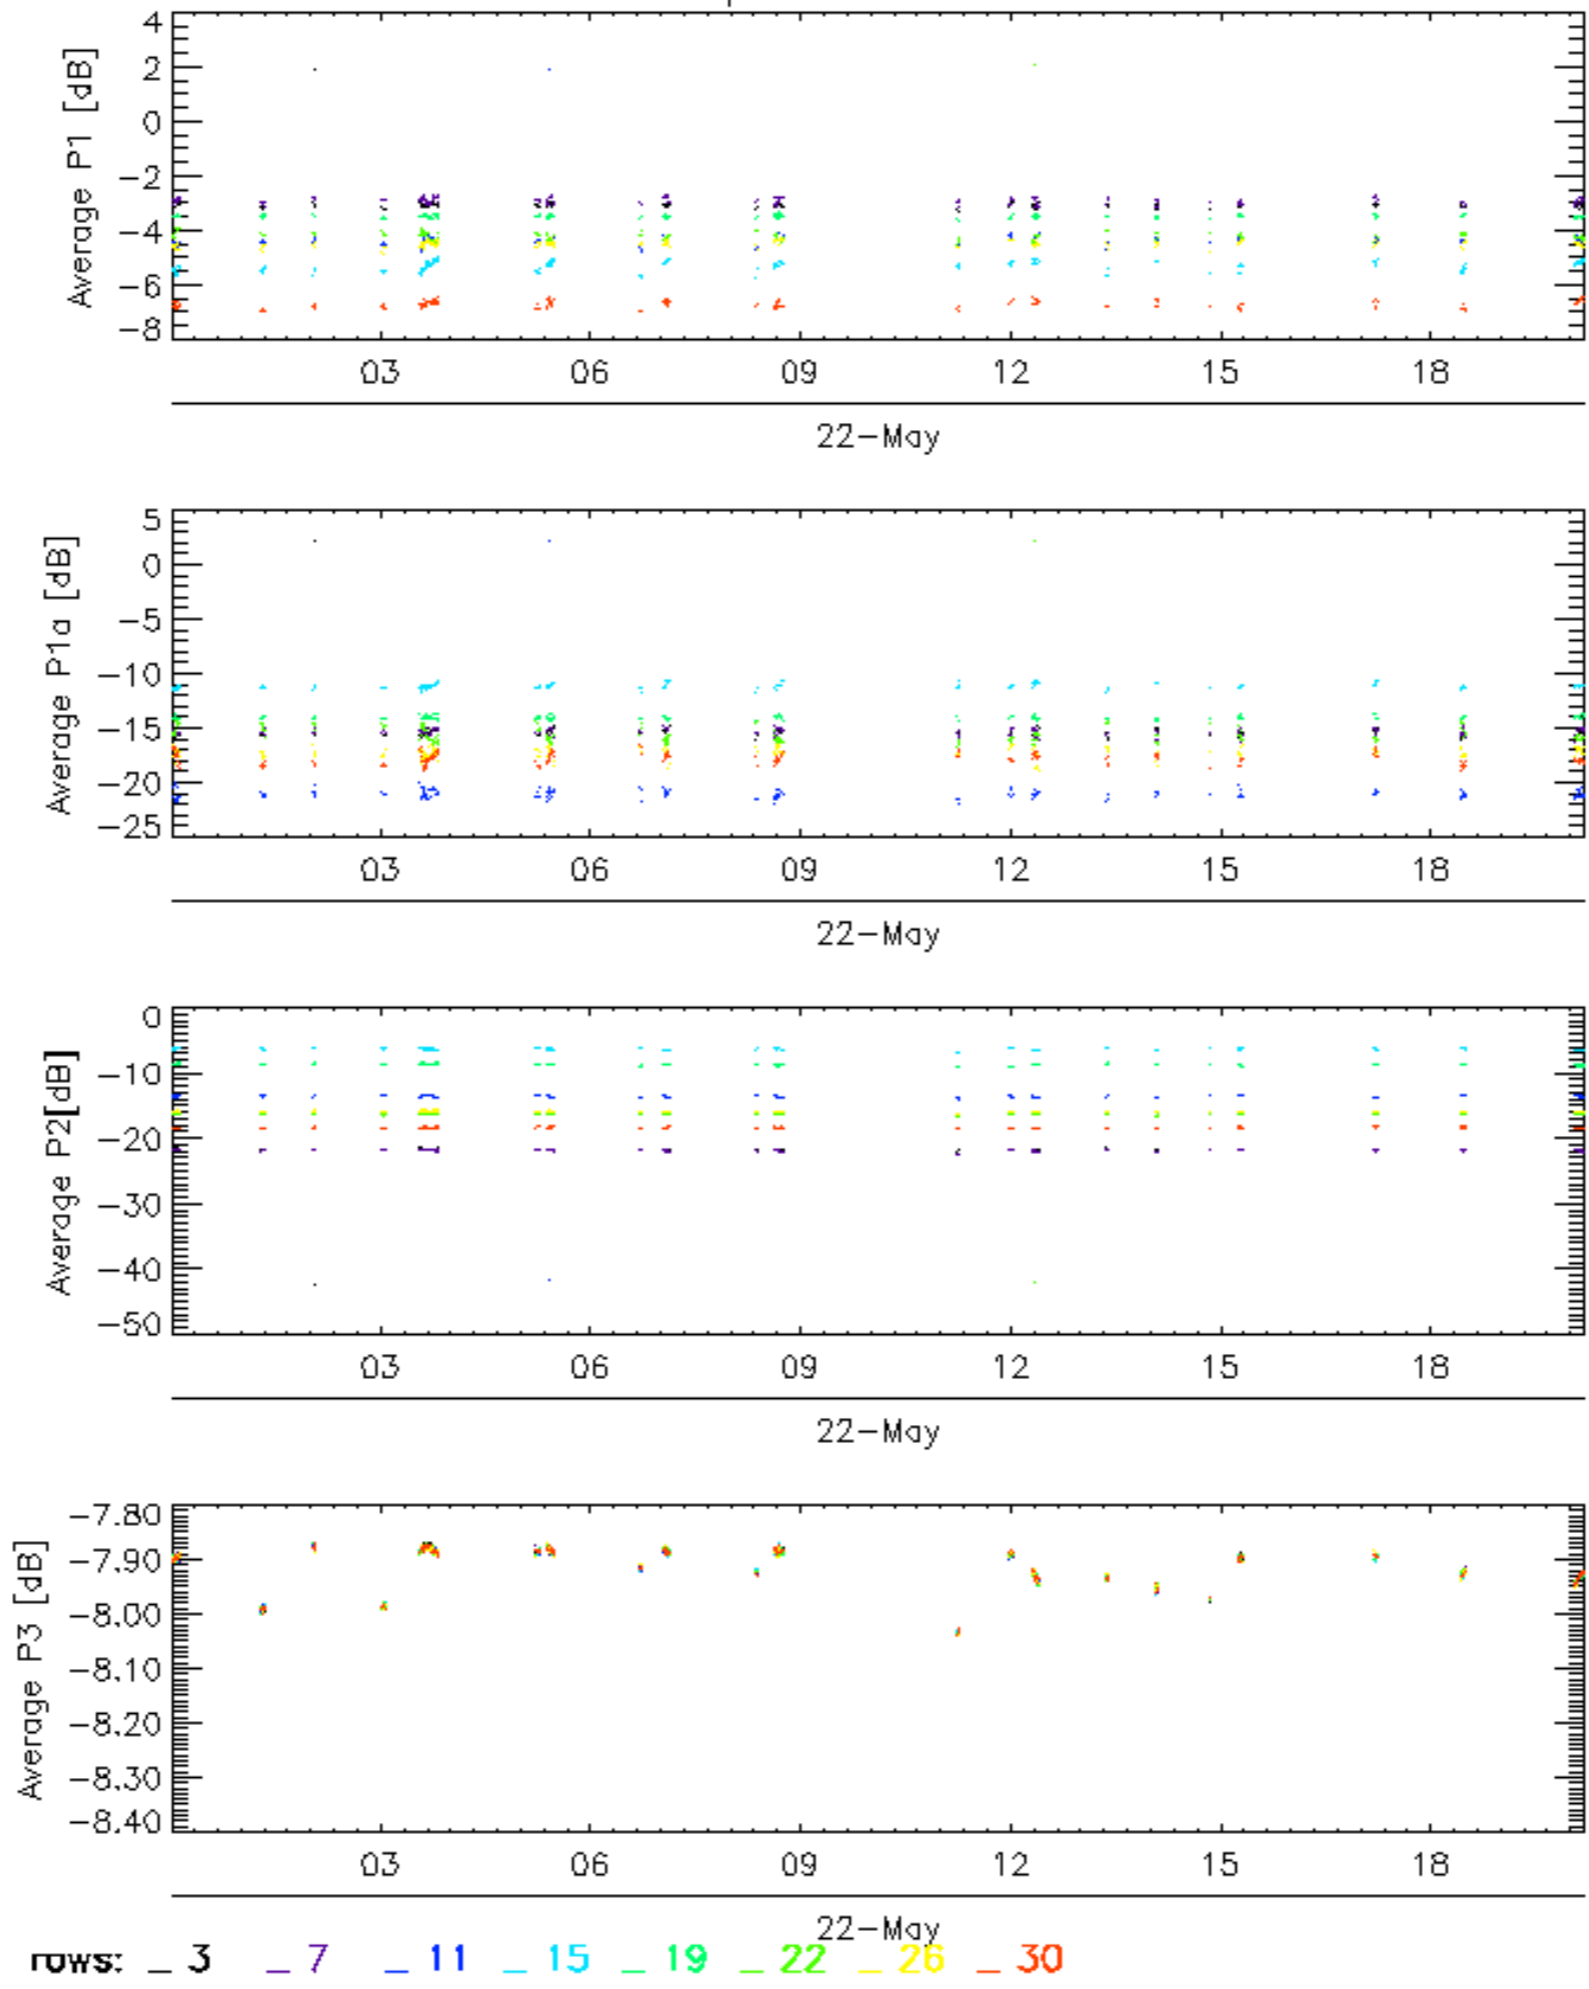 Average P1 [dB]
4
2
0
−2
−4
−6
−8
03 06 09 12 15 18
22−May
Average P1a [dB]
5
0
−5
−10
−15
−20
−25
03 06 09 12 15 18
22−May
Average P2[dB]
0
−10
−20
−30
−40
−50
03 06 09 12 15 18
22−May
Average P3 [dB]
−7.80
−7.90
−8.00
−8.10
−8.20
−8.30
−8.40
03 06 09 12 15 18
22−May
rows: _ 3 _ 7 _ 11 _ 15 _ 19 _ 22 _ 26 _ 30